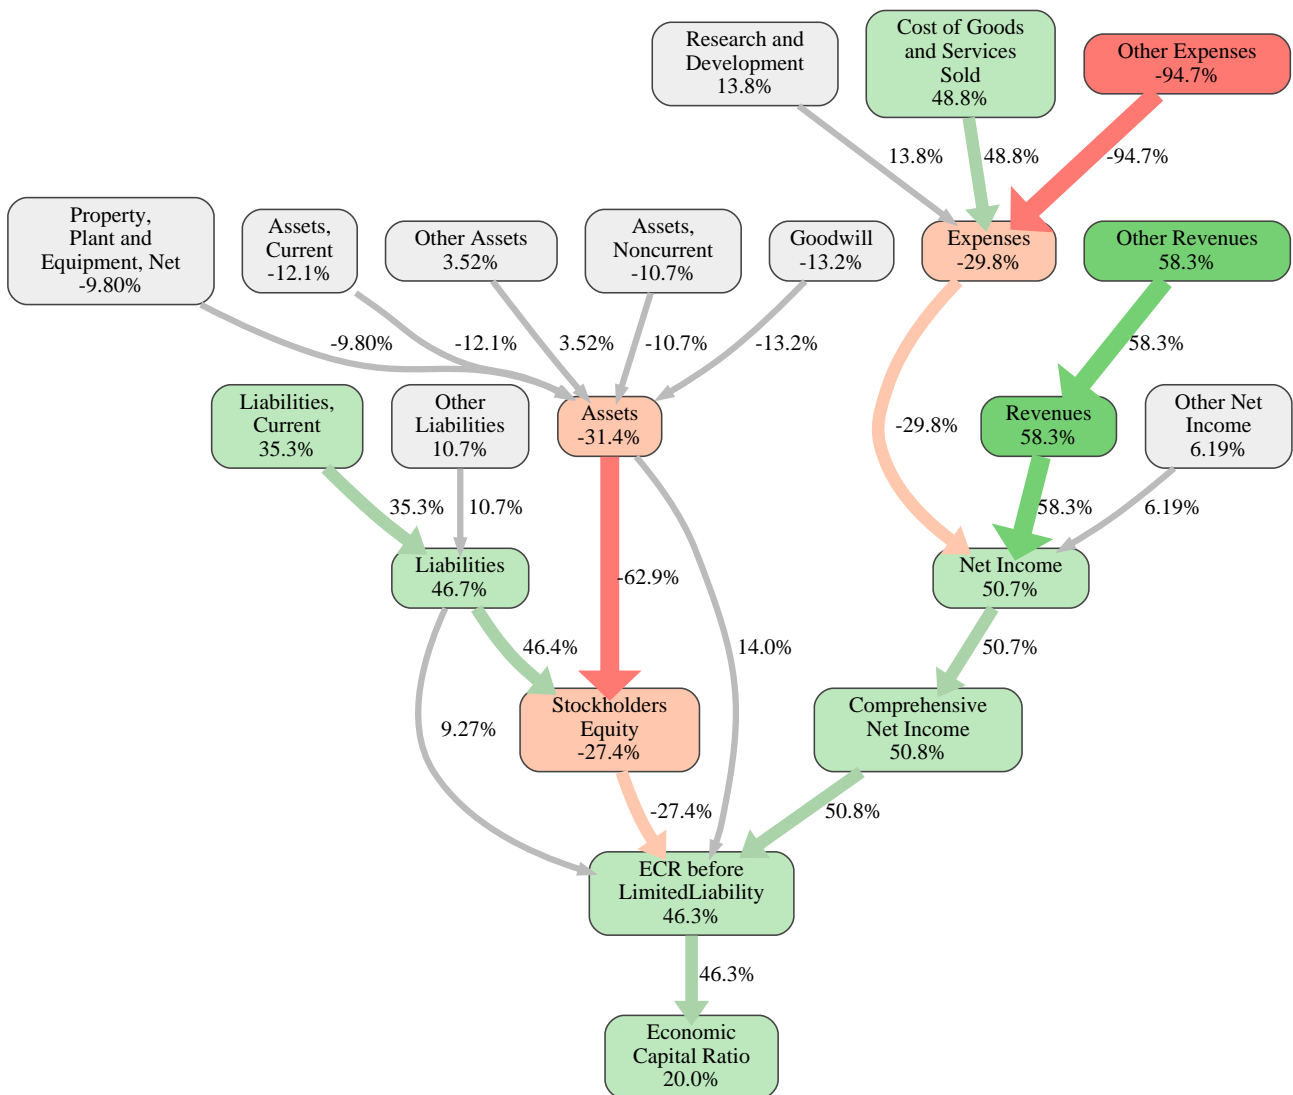 Research and
Development
13.8%
Cost of Goods
and Services
Sold
48.8%
Other Expenses
-94.7%
13.8%
48.8%
-94.7%
Property,
Plant and
Equipment, Net
-9.80%
Assets,
Current
-12.1%
Other Assets
3.52%
Assets,
Noncurrent
-10.7%
Goodwill
-13.2%
Expenses
-29.8%
Other Revenues
58.3%
-9.80%
-12.1%
3.52%
-10.7%
-13.2%
58.3%
Liabilities,
Current
35.3%
Other
Liabilities
10.7%
Assets
-31.4%
-29.8%
Revenues
58.3%
Other Net
Income
6.19%
35.3%
10.7%
58.3%
6.19%
Liabilities
46.7%
-62.9%
Net Income
50.7%
46.4%
14.0%
50.7%
9.27%
Stockholders
Equity
-27.4%
Comprehensive
Net Income
50.8%
-27.4%
50.8%
ECR before
LimitedLiability
46.3%
46.3%
Economic
Capital Ratio
20.0%